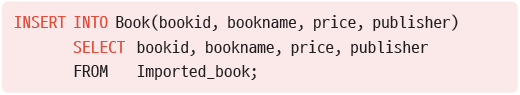 INSERT INTO Book(bookid, bookname, price, publisher)
SELECT bookid, bookname, price, publisher
FROM Imported_book;